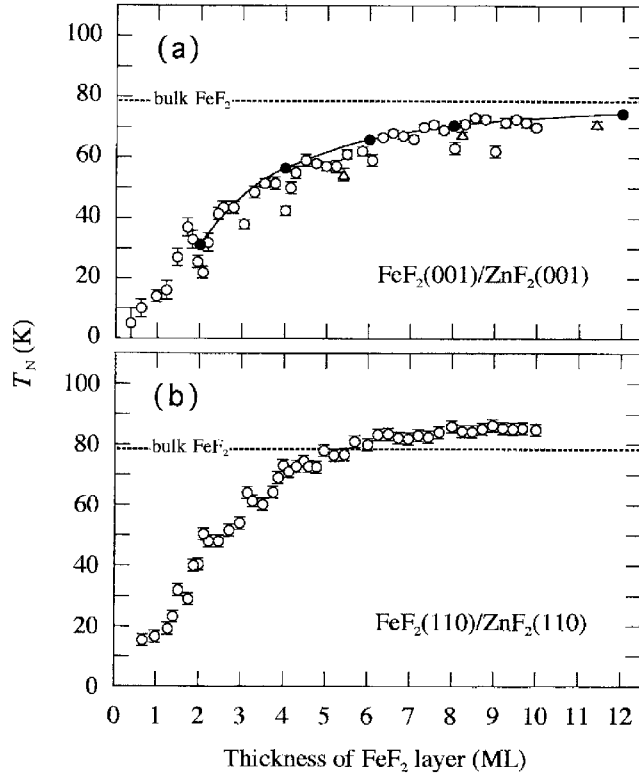 (a)
100
80
60
40
20
0
bulk FeF₂
FeF₂(001)/ZnF₂(001)
T_N (K)
(b)
100
80
60
40
20
0
bulk FeF₂
FeF₂(110)/ZnF₂(110)
0 1 2 3 4 5 6 7 8 9 10 11 12
Thickness of FeF₂ layer (ML)